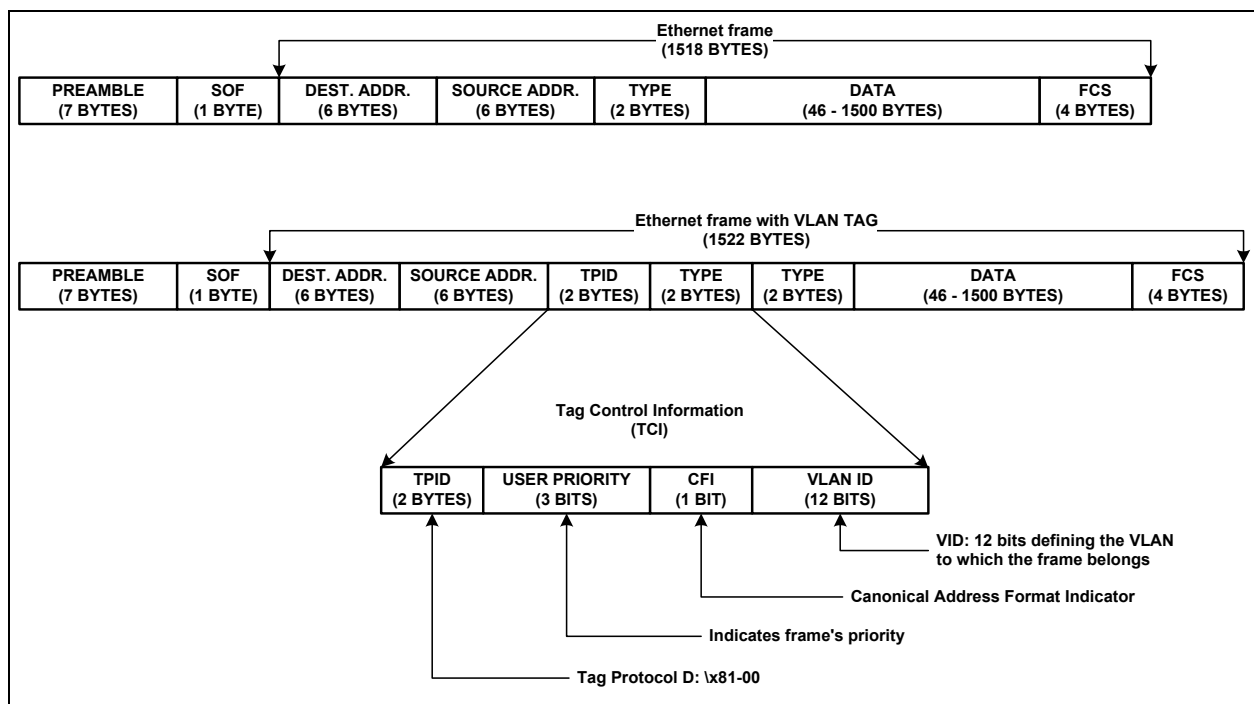 Ethernet frame
(1518 BYTES)
PREAMBLE
(7 BYTES)
SOF
(1 BYTE)
DEST. ADDR.
(6 BYTES)
SOURCE ADDR.
(6 BYTES)
TYPE
(2 BYTES)
DATA
(46 - 1500 BYTES)
FCS
(4 BYTES)
Ethernet frame with VLAN TAG
(1522 BYTES)
PREAMBLE
(7 BYTES)
SOF
(1 BYTE)
DEST. ADDR.
(6 BYTES)
SOURCE ADDR.
(6 BYTES)
TPID
(2 BYTES)
TYPE
(2 BYTES)
TYPE
(2 BYTES)
DATA
(46 - 1500 BYTES)
FCS
(4 BYTES)
Tag Control Information
(TCI)
TPID
(2 BYTES)
USER PRIORITY
(3 BITS)
CFI
(1 BIT)
VLAN ID
(12 BITS)
VID: 12 bits defining the VLAN
to which the frame belongs
Canonical Address Format Indicator
Indicates frame's priority
Tag Protocol D: \x81-00